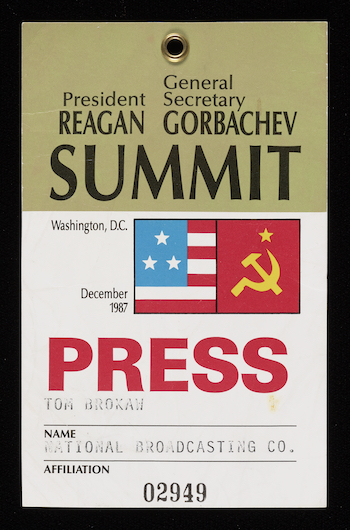 General
President Secretary
REAGAN GORBACHEV
SUMMIT
Washington, D.C.
December
1987
PRESS
TOM BROKAW
NAME
NATIONAL BROADCASTING CO.
AFFILIATION
02949